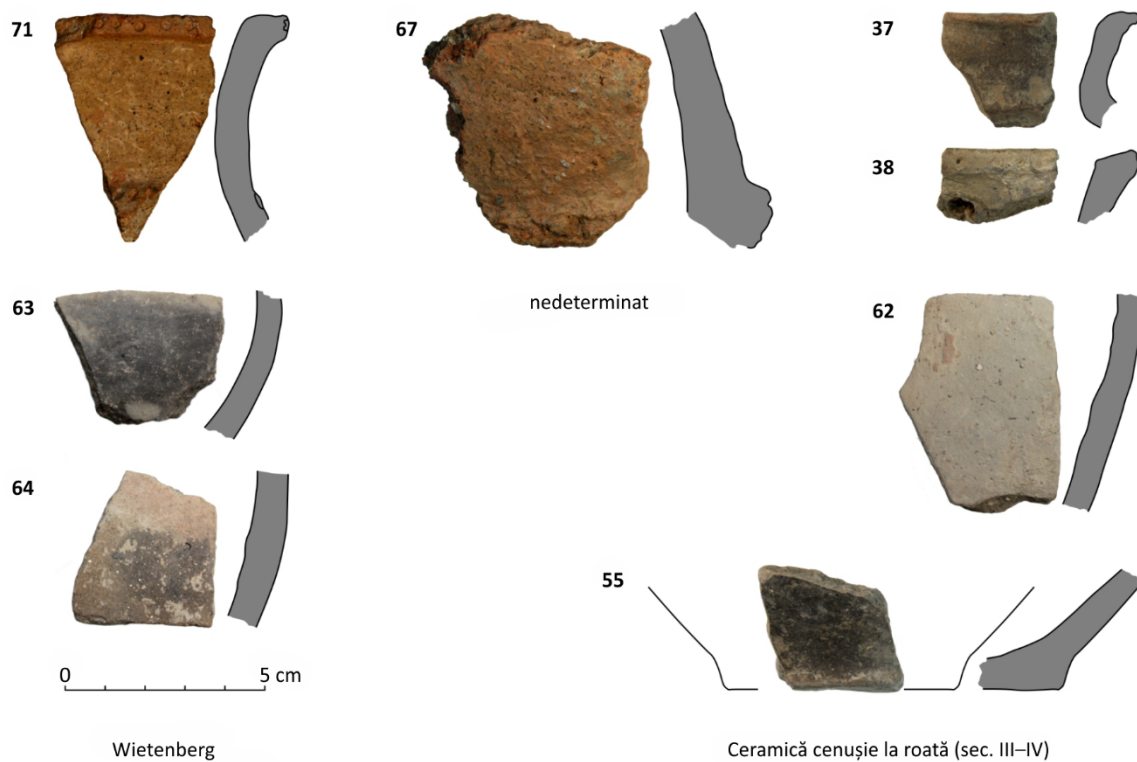 71
67
37
38
63
nedeterminat
62
64
55
0 5 cm
Wietenberg
Ceramică cenușie la roată (sec. III–IV)